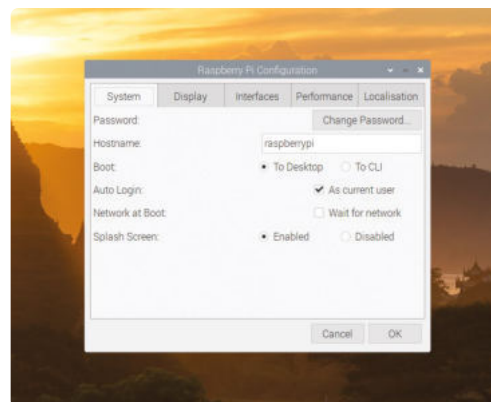 Raspberry Pi Configuration
System Display Interfaces Performance Localisation
Password: Change Password...
Hostname: raspberrypi
Boot: To Desktop To CLI
Auto Login: As current user
Network at Boot: Wait for network
Splash Screen: Enabled Disabled
Cancel OK